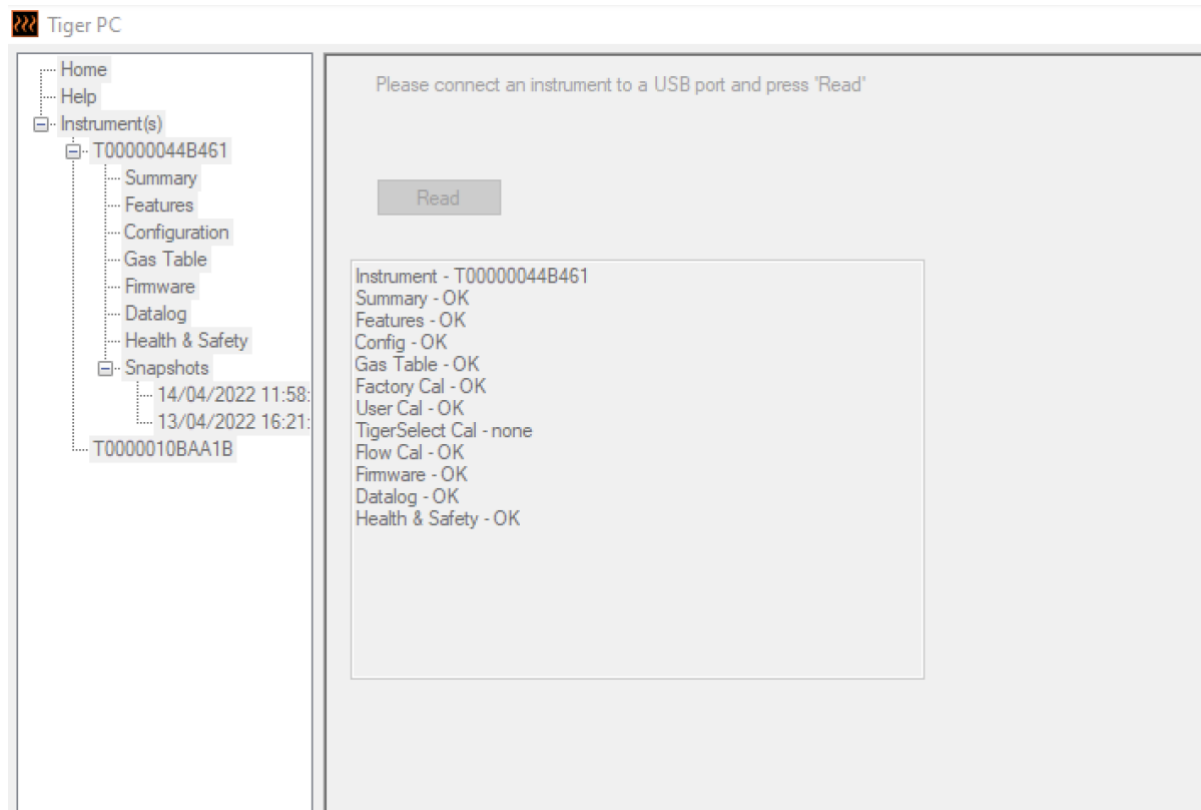 Tiger PC
Home
Help
Instrument(s)
T00000044B461
Summary
Features
Configuration
Gas Table
Firmware
Datalog
Health & Safety
Snapshots
14/04/2022 11:58:
13/04/2022 16:21:
T0000010BAA1B
Please connect an instrument to a USB port and press 'Read'
Read
Instrument - T00000044B461
Summary - OK
Features - OK
Config - OK
Gas Table - OK
Factory Cal - OK
User Cal - OK
TigerSelect Cal - none
Flow Cal - OK
Firmware - OK
Datalog - OK
Health & Safety - OK